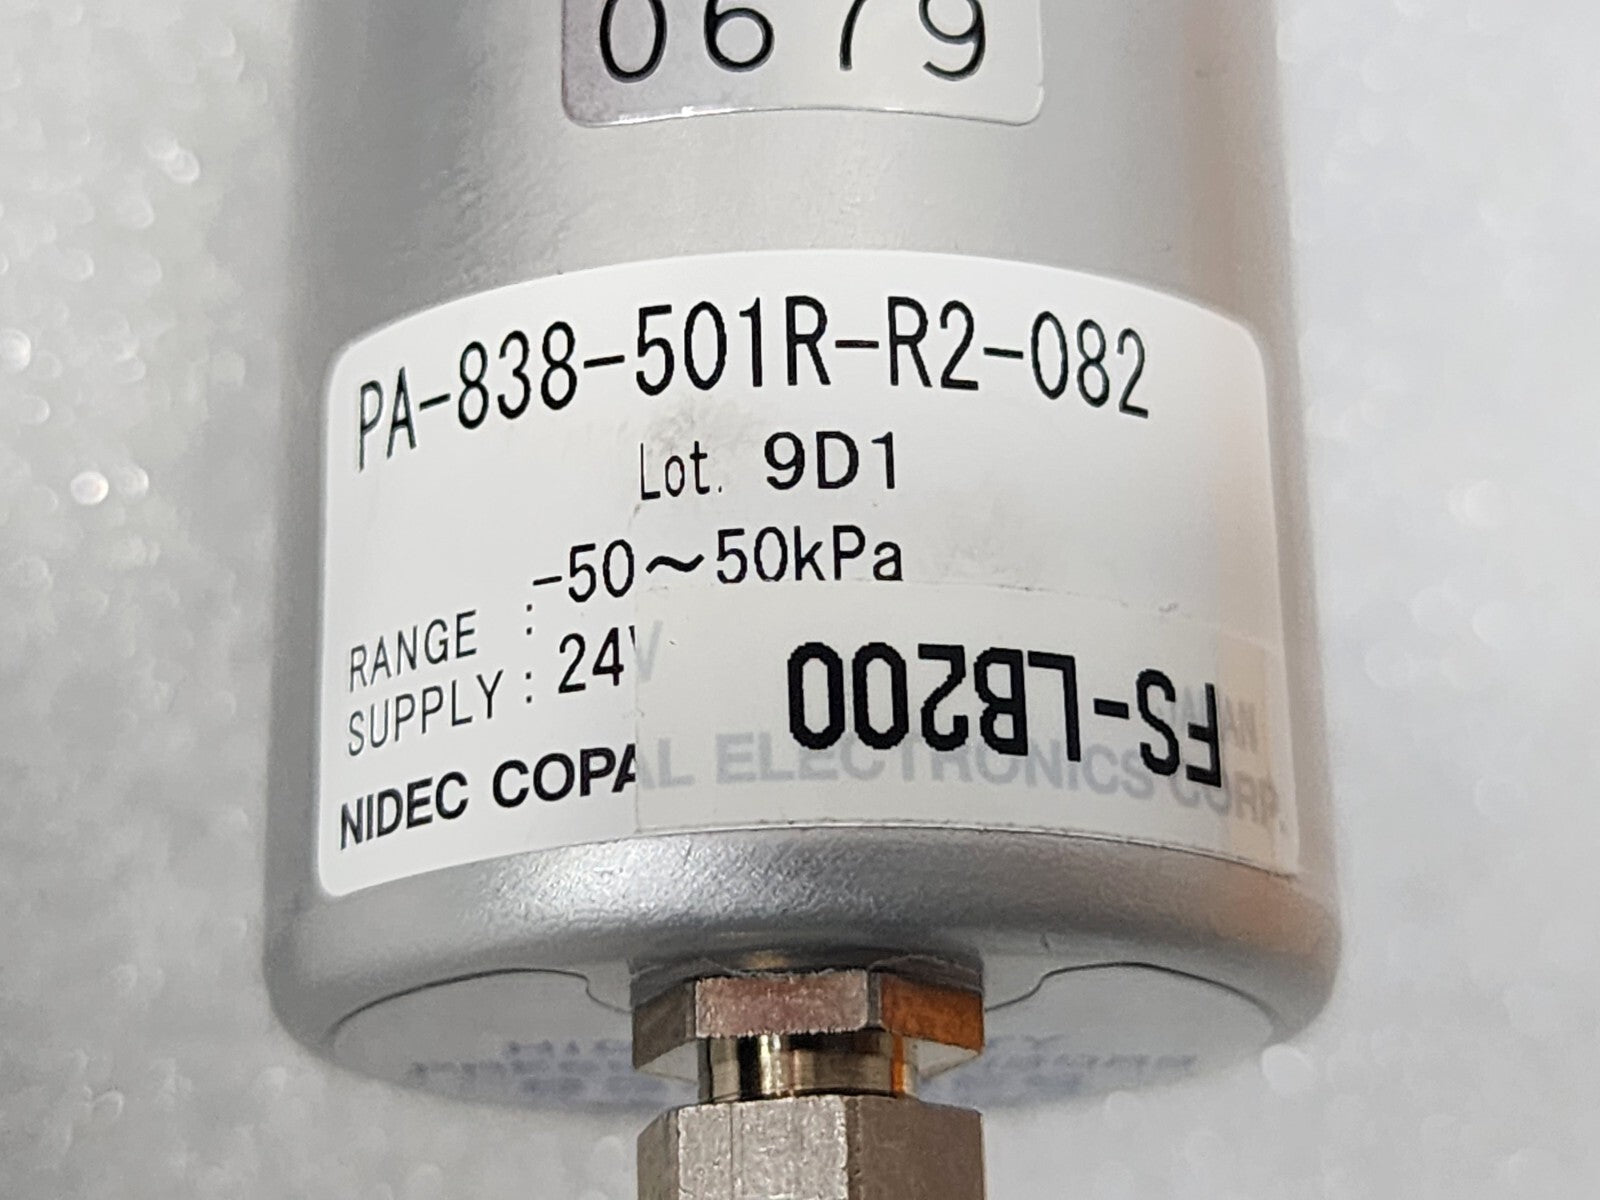 0679
PA-838-501R-R2-082
Lot. 9D1
RANGE : -50~50kPa
SUPPLY : 24V
FS-LB200
NIDEC COPAL ELECTRONICS CORP.